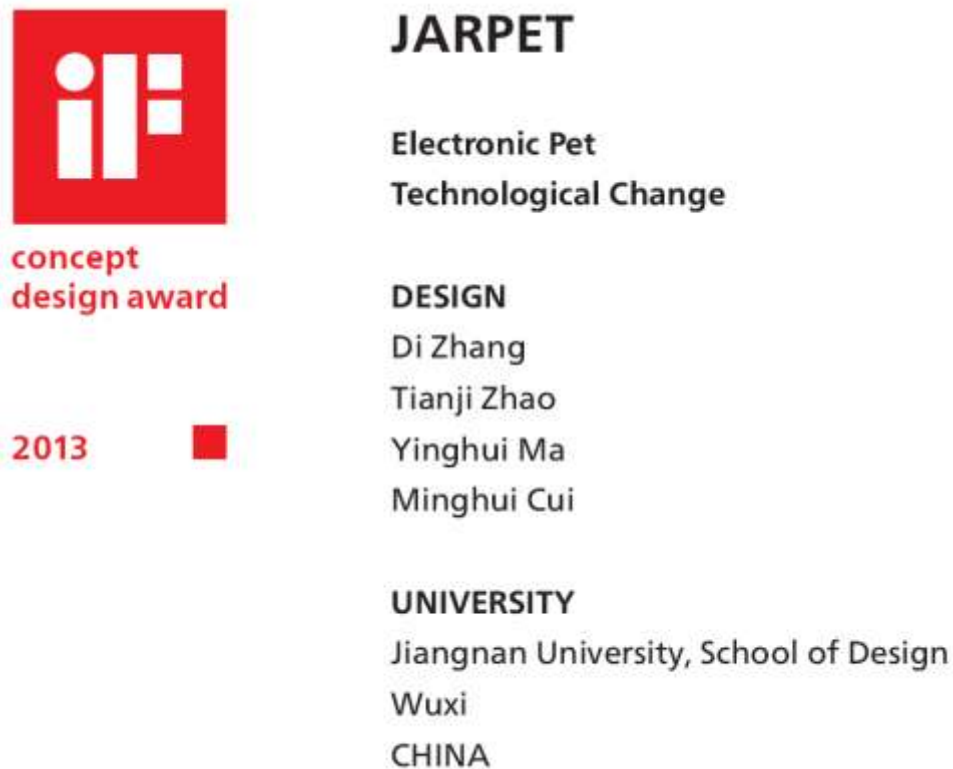 iF
concept
design award
2013
JARPET
Electronic Pet
Technological Change
DESIGN
Di Zhang
Tianji Zhao
Yinghui Ma
Minghui Cui
UNIVERSITY
Jiangnan University, School of Design
Wuxi
CHINA